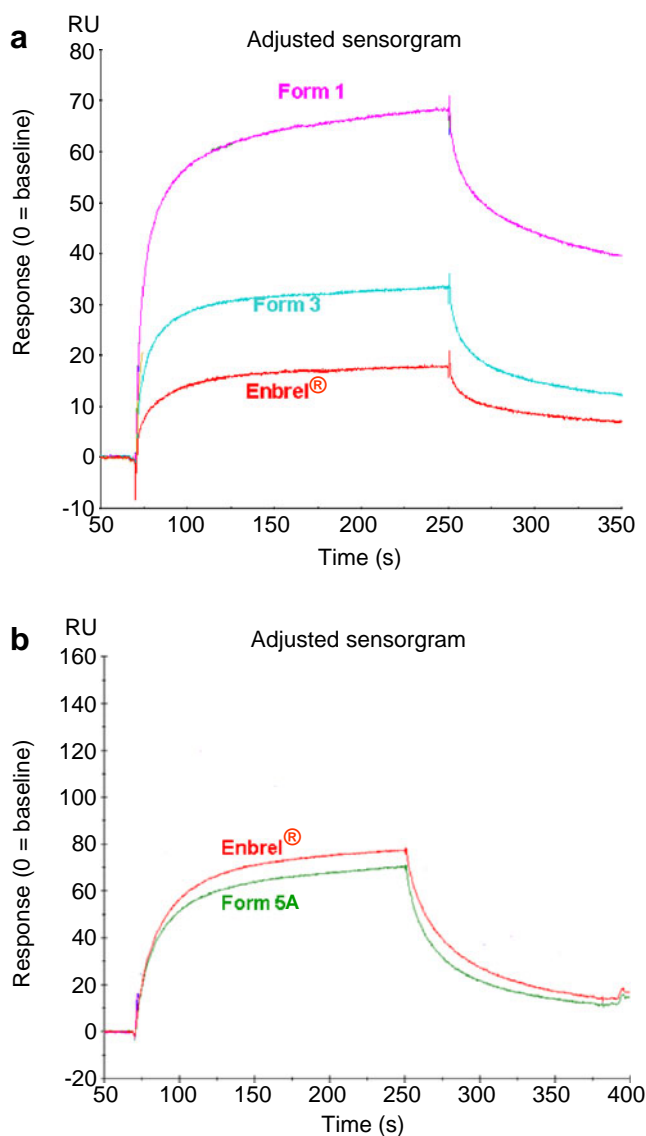 a
RU
Adjusted sensorgram
80
70
60
50
40
30
20
10
0
-10
Response (0 = baseline)
Form 1
Form 3
Enbrel®
50 100 150 200 250 300 350
Time (s)
b
RU
Adjusted sensorgram
160
140
120
100
80
60
40
20
0
-20
Response (0 = baseline)
Enbrel®
Form 5A
50 100 150 200 250 300 350 400
Time (s)